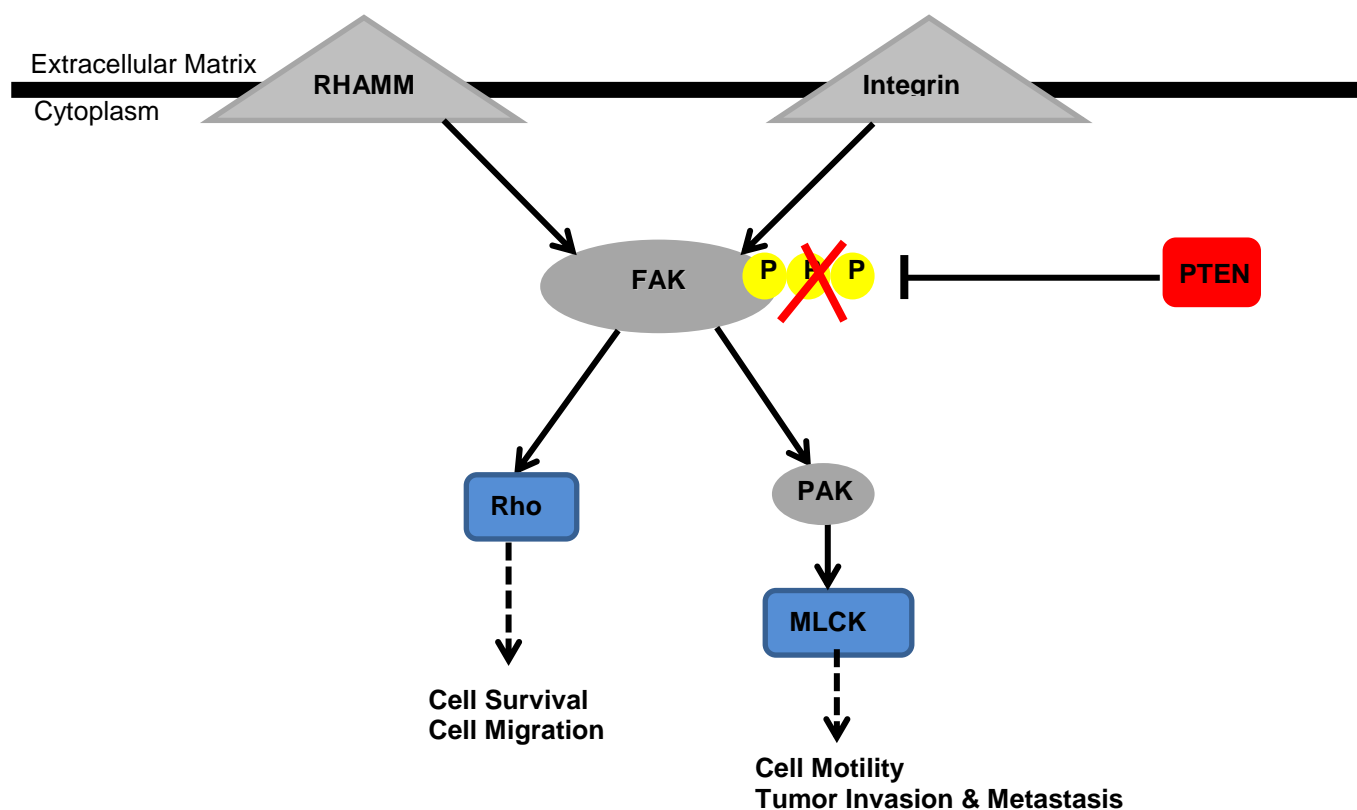 Extracellular Matrix
RHAMM
Integrin
Cytoplasm
FAK
P
P
P
PTEN
Rho
PAK
MLCK
Cell Survival
Cell Migration
Cell Motility
Tumor Invasion & Metastasis